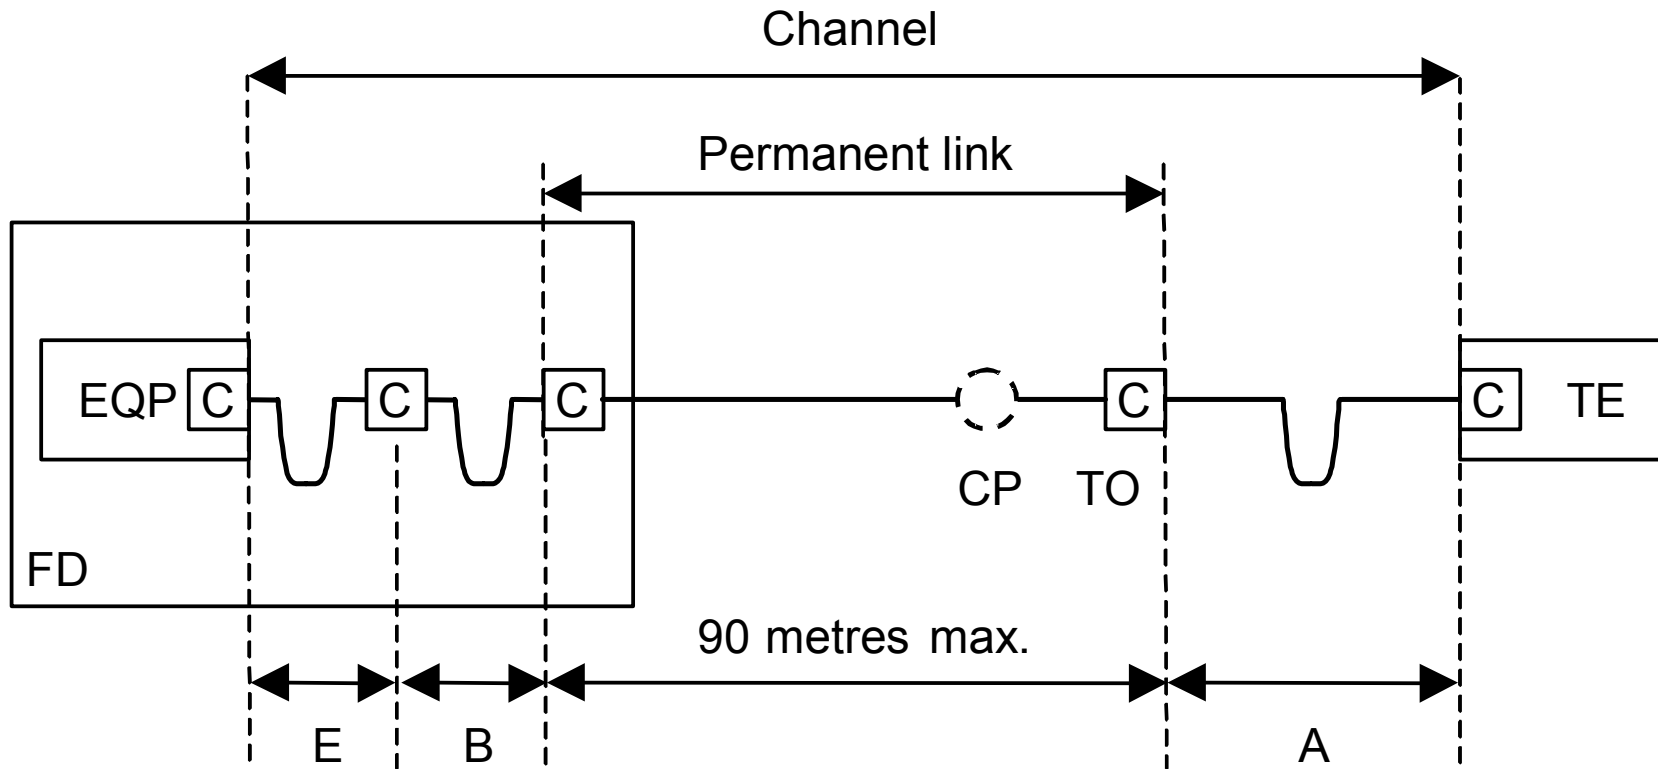 Channel
Permanent link
EQP C C C C C TE
CP TO
FD
90 metres max.
E B A